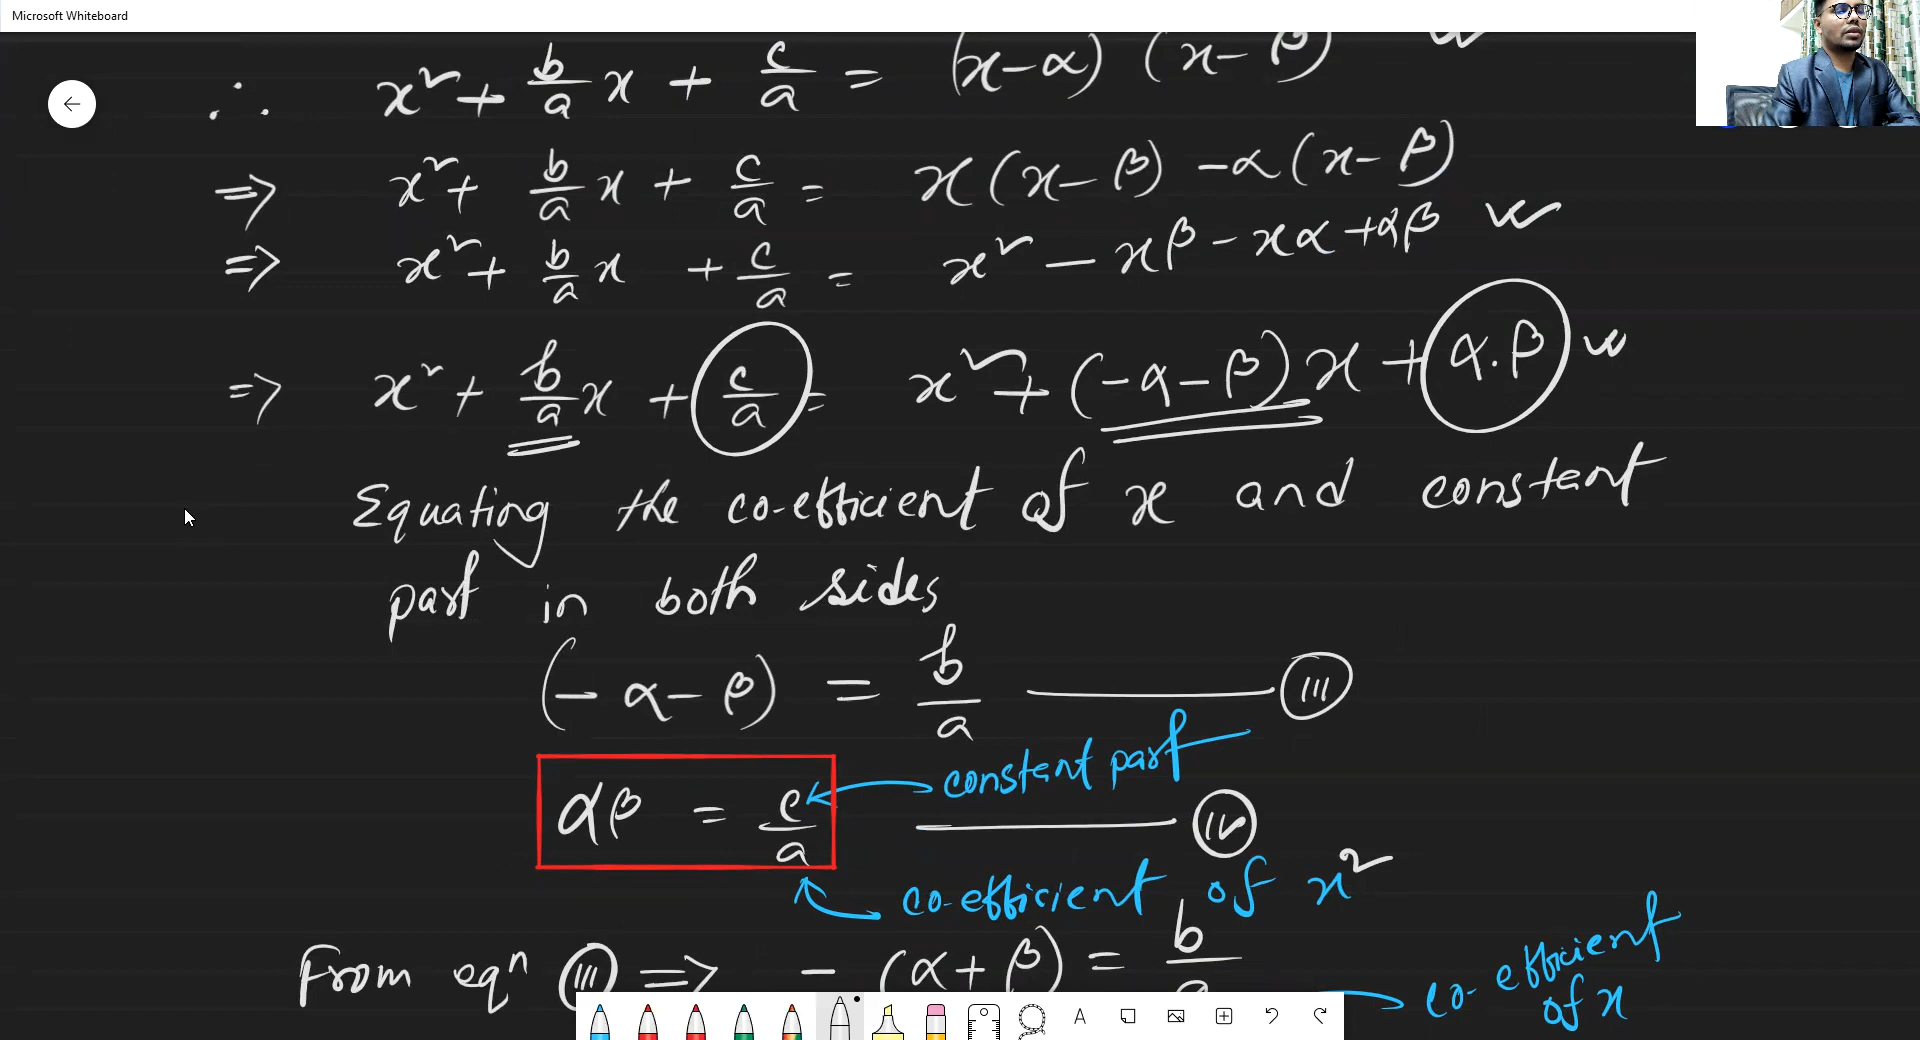 Microsoft Whiteboard
∴ x² + b/a x + c/a = (x-α) (x-β)
=> x² + b/a x + c/a = x(x-β) -α(x-β)
=> x² + b/a x + c/a = x² - xβ - xα + αβ
=> x² + b/a x + c/a = x² + (-α-β)x + α.β
Equating the co-efficient of x and constant
part in both sides
(-α-β) = b/a ——— (III)
constant part
αβ = c/a ——— (IV)
co-efficient of x²
From eqⁿ (III) => - (α+β) = b/
co-efficient
of x
A